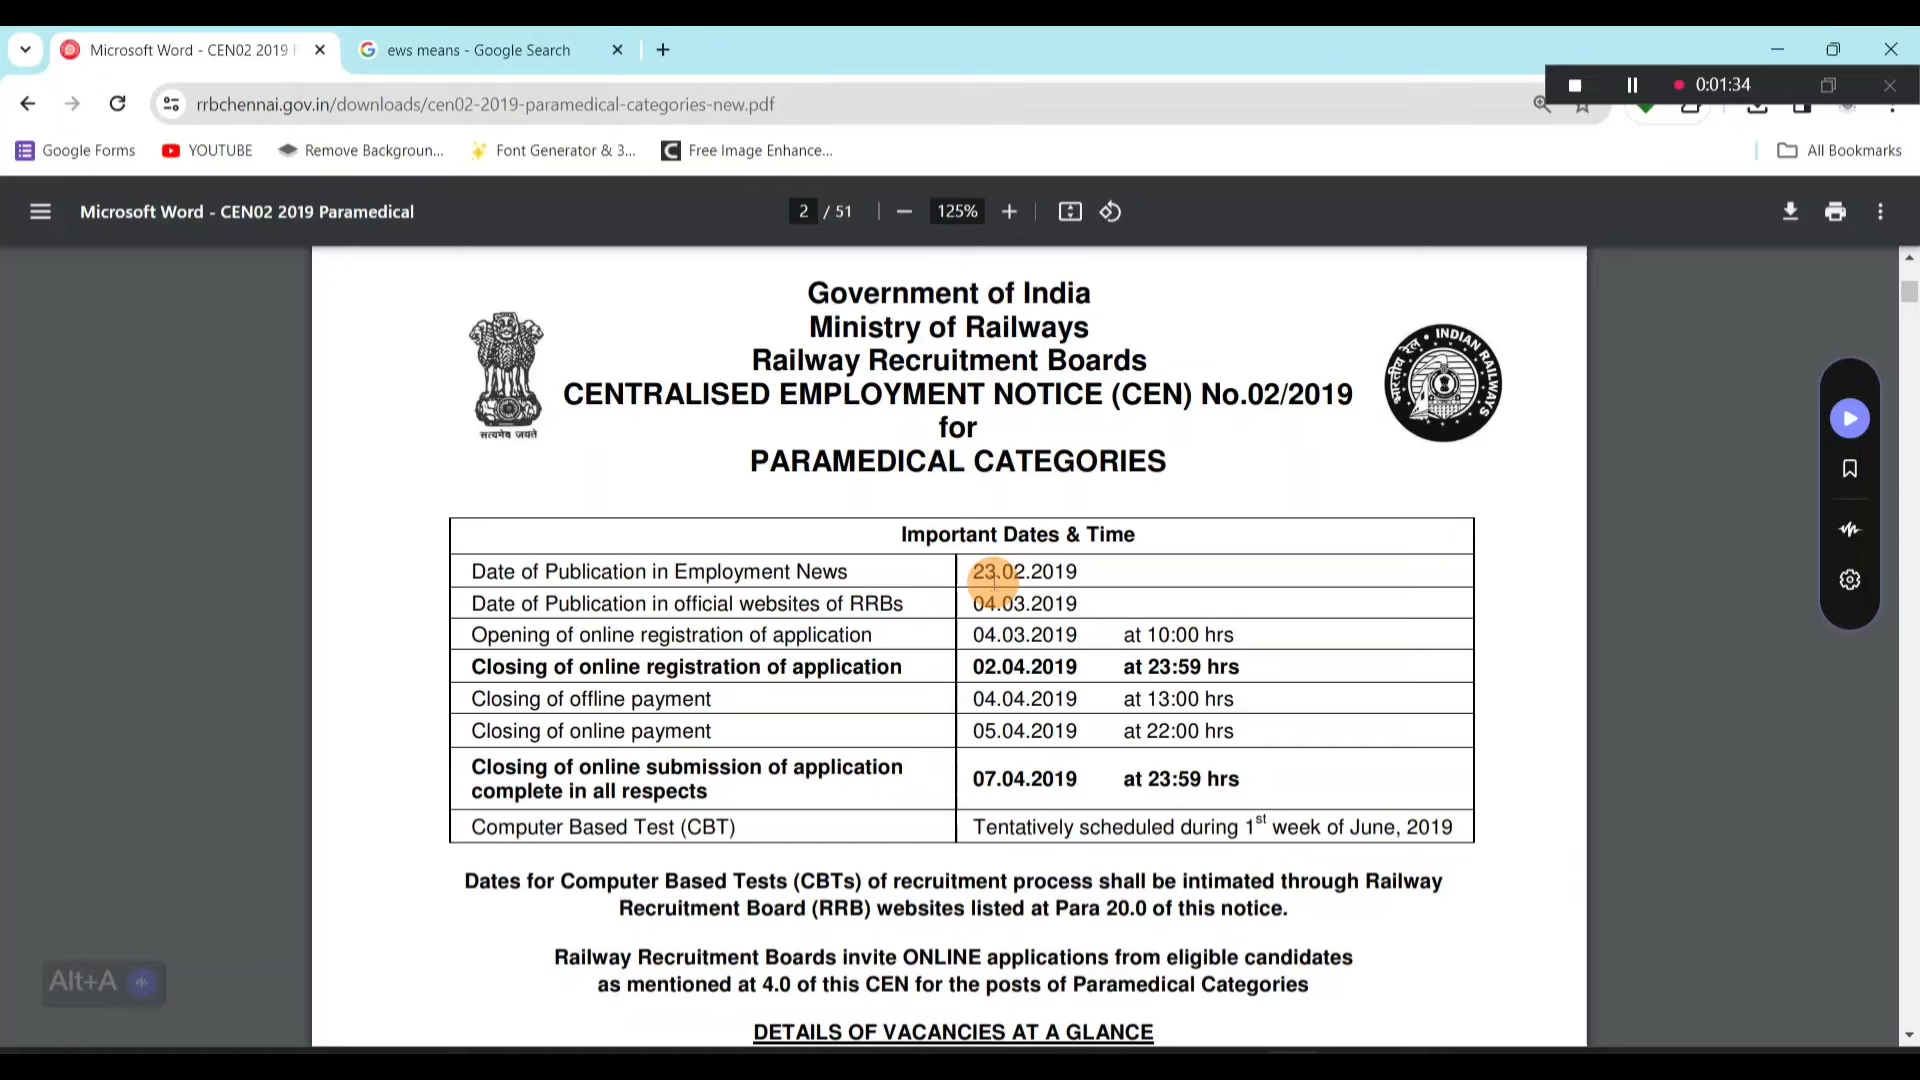 Microsoft Word - CEN02 2019 P
ews means - Google Search
0:01:34
rrbchennai.gov.in/downloads/cen02-2019-paramedical-categories-new.pdf
Google Forms YOUTUBE Remove Backgroun... Font Generator & 3... Free Image Enhance... All Bookmarks
Microsoft Word - CEN02 2019 Paramedical 2 / 51 125%
Government of India
Ministry of Railways
Railway Recruitment Boards
CENTRALISED EMPLOYMENT NOTICE (CEN) No.02/2019
for
PARAMEDICAL CATEGORIES
सत्यमेव जयते
भारतीय रेल INDIAN RAILWAYS
Important Dates & Time
Date of Publication in Employment News 23.02.2019
Date of Publication in official websites of RRBs 04.03.2019
Opening of online registration of application 04.03.2019 at 10:00 hrs
Closing of online registration of application 02.04.2019 at 23:59 hrs
Closing of offline payment 04.04.2019 at 13:00 hrs
Closing of online payment 05.04.2019 at 22:00 hrs
Closing of online submission of application
complete in all respects 07.04.2019 at 23:59 hrs
Computer Based Test (CBT) Tentatively scheduled during 1st week of June, 2019
Dates for Computer Based Tests (CBTs) of recruitment process shall be intimated through Railway
Recruitment Board (RRB) websites listed at Para 20.0 of this notice.
Railway Recruitment Boards invite ONLINE applications from eligible candidates
as mentioned at 4.0 of this CEN for the posts of Paramedical Categories
DETAILS OF VACANCIES AT A GLANCE
Alt+A